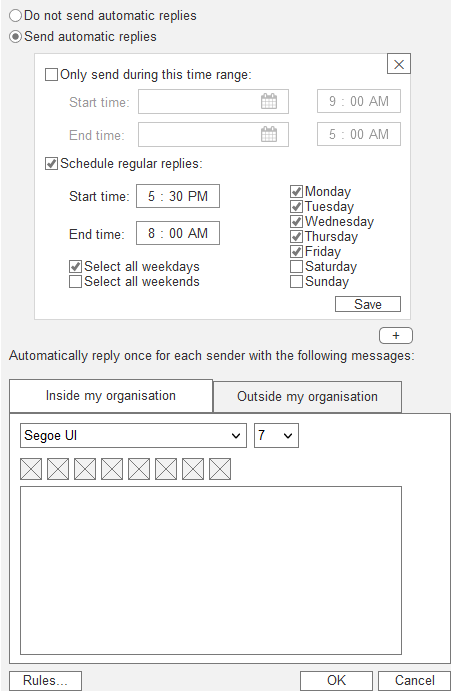 Do not send automatic replies
Send automatic replies
Only send during this time range:
Start time: 9 : 00 AM
End time: 5 : 00 AM
Schedule regular replies:
Start time: 5 : 30 PM
End time: 8 : 00 AM
Select all weekdays
Select all weekends
Monday
Tuesday
Wednesday
Thursday
Friday
Saturday
Sunday
Save
+
Automatically reply once for each sender with the following messages:
Inside my organisation Outside my organisation
Segoe UI 7
Rules... OK Cancel